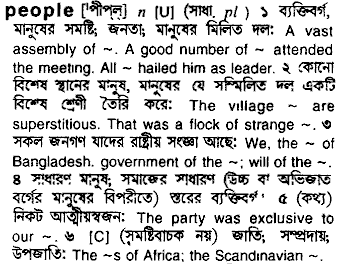 people [ˈপীপ্‌ল্] n [U] (সাধা. pl ) ১ ব্যক্তিবর্গ,
মানুষের সমষ্টি; জনতা; মানুষের মিলিত দল: A vast
assembly of ~. A good number of ~ attended
the meeting. All ~ hailed him as leader. ২ কোনো
বিশেষ স্থানের মানুষ, মানুষের যে সম্মিলিত দল একটি
বিশেষ শ্রেণী তৈরি করে: The village ~ are
superstitious. That was a flock of strange ~. ৩
সকল জনগণ যাদের রাষ্ট্রীয় সংজ্ঞা আছে: We, the ~ of
Bangladesh. government of the ~; will of the ~.
৪ সাধারণ মানুষ; সমাজের সাধারণ (উচ্চ বা অভিজাত
বর্গের মানুষের বিপরীতে) স্তরের ব্যক্তিবর্গ ৫ (কথ্য)
নিকট আত্মীয়স্বজন: The party was exclusive to
our ~. ৬ [C] (সমষ্টিবাচক নয়) জাতি; সম্প্রদায়;
উপজাতি: The ~s of Africa; the Scandinavian ~.